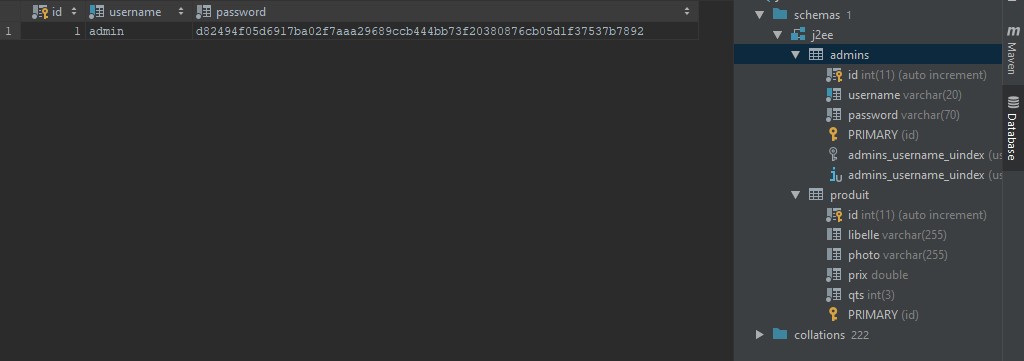 id username password
1 1 admin d82494f05d6917ba02f7aaa29689ccb444bb73f20380876cb05d1f37537b7892
schemas 1
j2ee
admins
id int(11) (auto increment)
username varchar(20)
password varchar(70)
PRIMARY (id)
admins_username_uindex (us
admins_username_uindex (us
produit
id int(11) (auto increment)
libelle varchar(255)
photo varchar(255)
prix double
qts int(3)
PRIMARY (id)
collations 222
m
Maven
Database